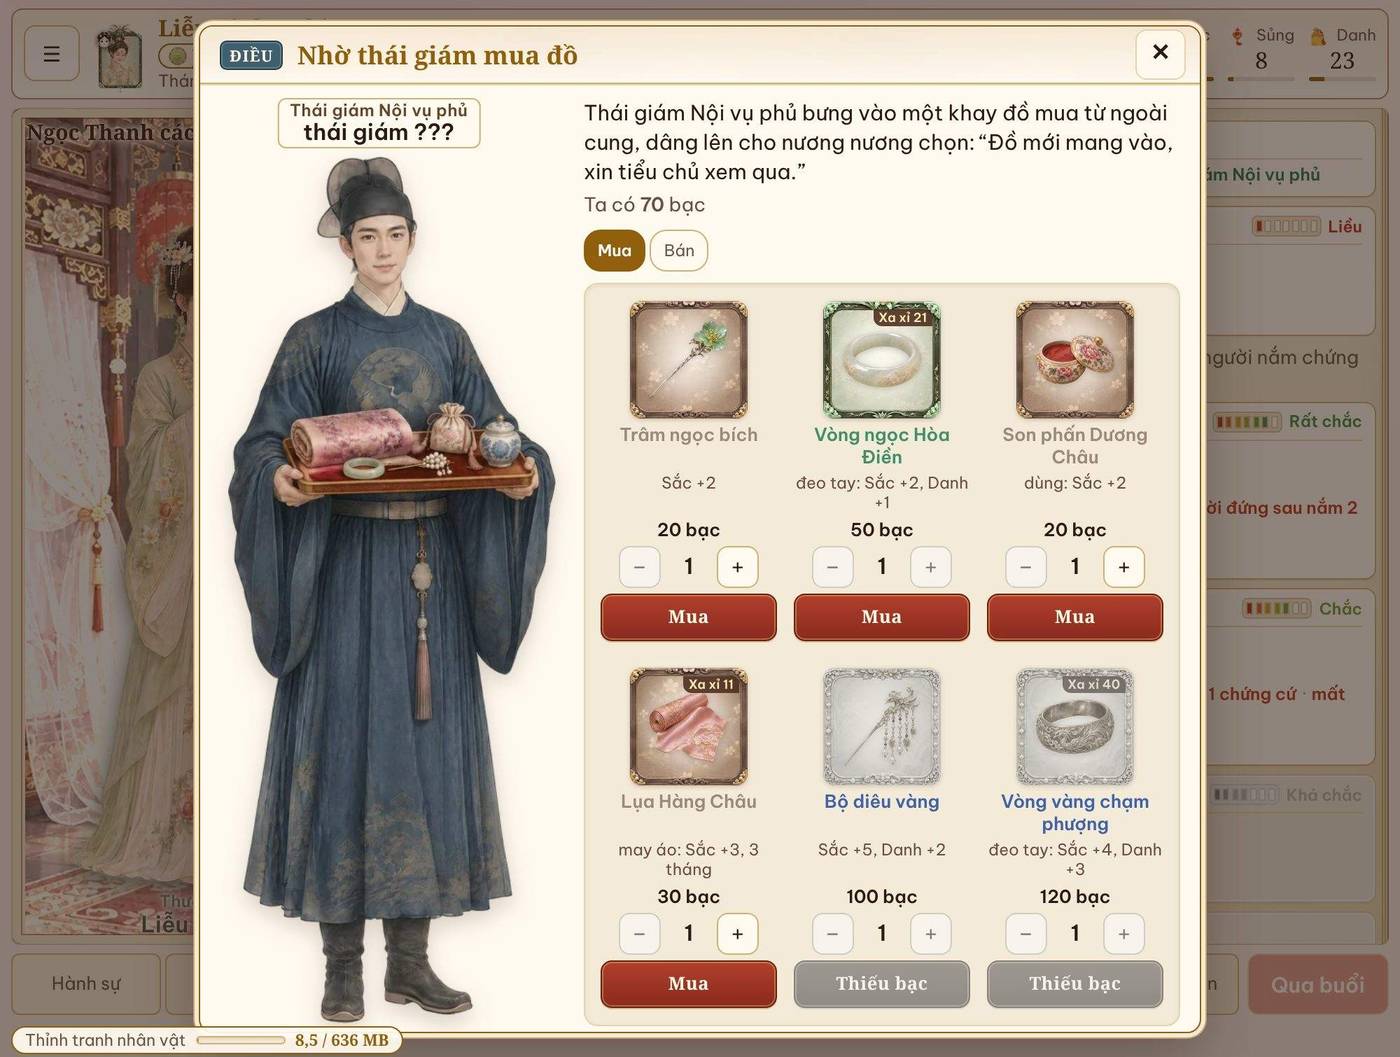 ☰
Liễ
Thán
Sủng
8
Danh
23
ĐIỀU
Nhờ thái giám mua đồ
×
Ngọc Thanh các
Thái giám Nội vụ phủ
thái giám ???
Thái giám Nội vụ phủ bưng vào một khay đồ mua từ ngoài
cung, dâng lên cho nương nương chọn: “Đồ mới mang vào,
xin tiểu chủ xem qua.”
Ta có 70 bạc
Mua
Bán
Xa xỉ 21
Trâm ngọc bích
Vòng ngọc Hòa
Điền
Son phấn Dương
Châu
Sắc +2
đeo tay: Sắc +2, Danh
+1
dùng: Sắc +2
20 bạc
50 bạc
20 bạc
− 1 +
− 1 +
− 1 +
Mua
Mua
Mua
Xa xỉ 11
Xa xỉ 40
Lụa Hàng Châu
Bộ diêu vàng
Vòng vàng chạm
phượng
may áo: Sắc +3, 3
tháng
Sắc +5, Danh +2
đeo tay: Sắc +4, Danh
+3
30 bạc
100 bạc
120 bạc
− 1 +
− 1 +
− 1 +
Mua
Thiếu bạc
Thiếu bạc
ám Nội vụ phủ
Liễu
người nắm chứng
Rất chắc
ời đứng sau nắm 2
Chắc
1 chứng cứ · mất
Khá chắc
Thư
Liễu
Hành sự
n
Qua buổi
Thỉnh tranh nhân vật
8,5 / 636 MB